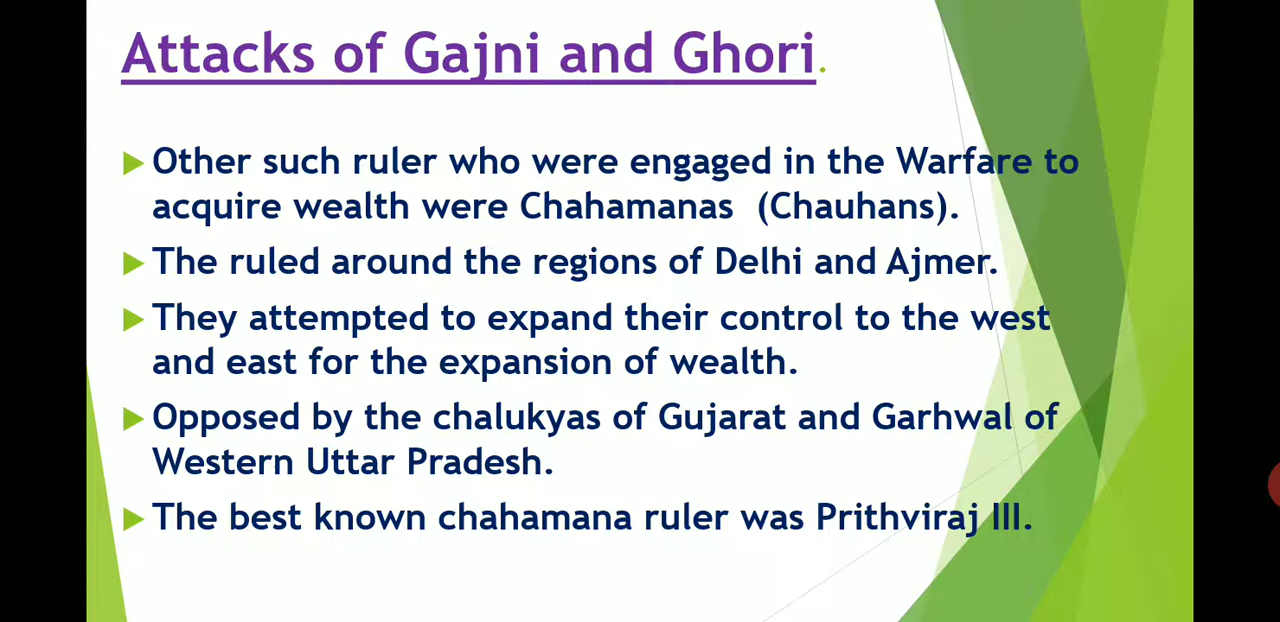 Attacks of Gajni and Ghori.
Other such ruler who were engaged in the Warfare to
acquire wealth were Chahamanas (Chauhans).
The ruled around the regions of Delhi and Ajmer.
They attempted to expand their control to the west
and east for the expansion of wealth.
Opposed by the chalukyas of Gujarat and Garhwal of
Western Uttar Pradesh.
The best known chahamana ruler was Prithviraj III.